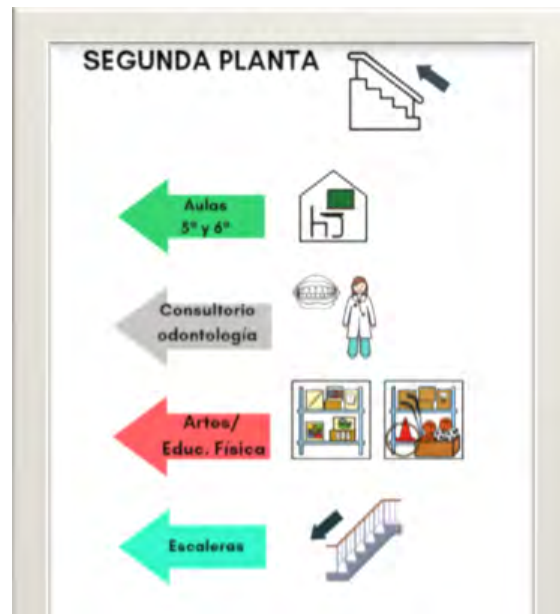 SEGUNDA PLANTA
Aulas
5º y 6º
Consultorio
odontología
Artes/
Educ. Física
Escaleras